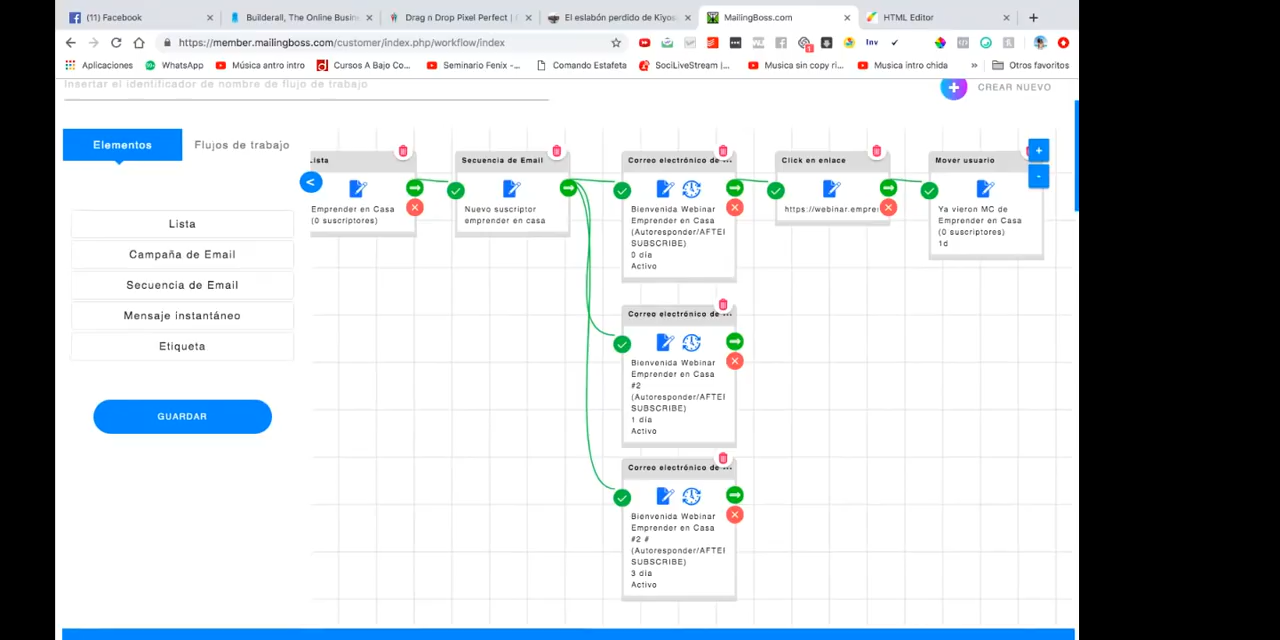 (11) Facebook
Builderall, The Online Busin
Drag n Drop Pixel Perfect | (
El eslabón perdido de Kiyos
MailingBoss.com
HTML Editor
https://member.mailingboss.com/customer/index.php/workflow/index
Inv
Aplicaciones
WhatsApp
Música antro intro
Cursos A Bajo Co...
Seminario Fenix -...
Comando Estafeta
SociLiveStream |...
Musica sin copy ri...
Musica intro chida
»
Otros favoritos
Insertar el identificador de nombre de flujo de trabajo
CREAR NUEVO
Elementos
Flujos de trabajo
Lista
Campaña de Email
Secuencia de Email
Mensaje instantáneo
Etiqueta
GUARDAR
<
Lista
Emprender en Casa
(0 suscriptores)
Secuencia de Email
Nuevo suscriptor
emprender en casa
Correo electrónico de ...
Bienvenida Webinar
Emprender en Casa
(Autoresponder/AFTEI
SUBSCRIBE)
0 día
Activo
Click en enlace
https://webinar.empre
Mover usuario
Ya vieron MC de
Emprender en Casa
(0 suscriptores)
1d
+
-
Correo electrónico de ...
Bienvenida Webinar
Emprender en Casa
#2
(Autoresponder/AFTEI
SUBSCRIBE)
1 día
Activo
Correo electrónico de ...
Bienvenida Webinar
Emprender en Casa
#2 #
(Autoresponder/AFTEI
SUBSCRIBE)
3 día
Activo